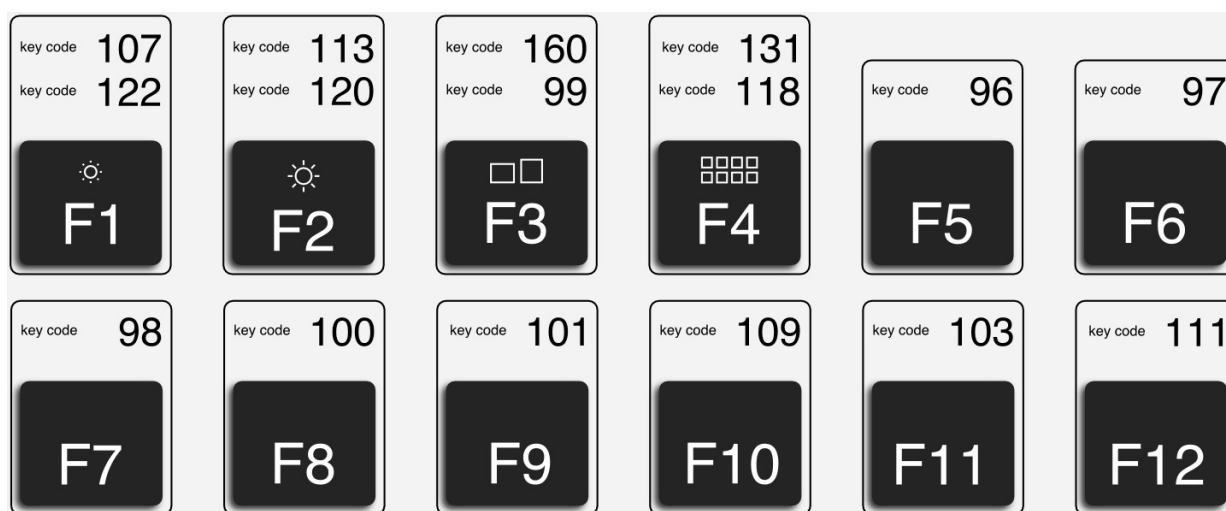 key code 107
key code 122
F1
key code 113
key code 120
F2
key code 160
key code 99
F3
key code 131
key code 118
F4
key code 96
F5
key code 97
F6
key code 98
F7
key code 100
F8
key code 101
F9
key code 109
F10
key code 103
F11
key code 111
F12